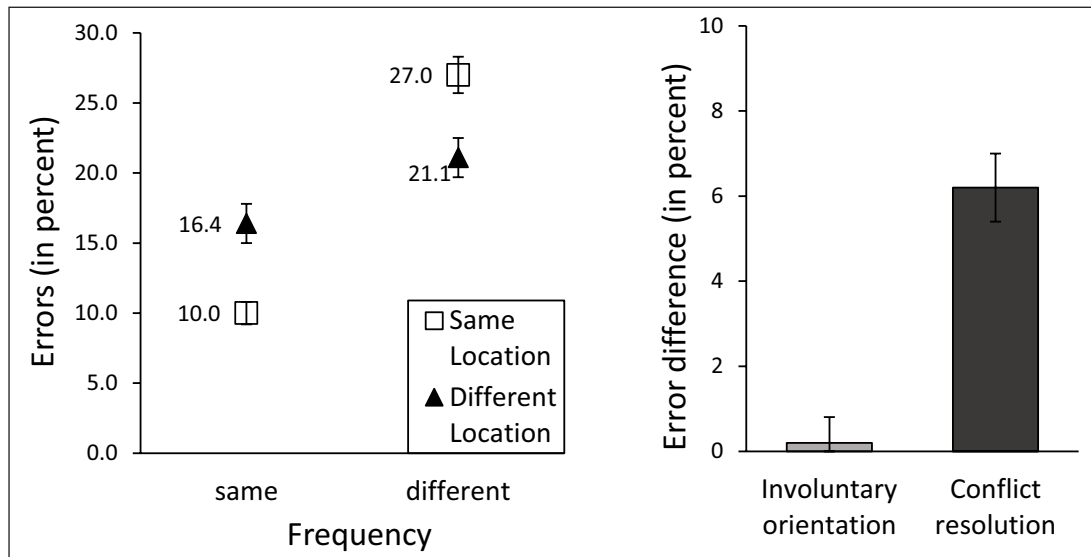 Errors (in percent)
30.0
25.0
20.0
15.0
10.0
5.0
0.0
27.0
21.1
16.4
10.0
Same
Location
Different
Location
same different
Frequency
Error difference (in percent)
10
8
6
4
2
0
Involuntary
orientation
Conflict
resolution